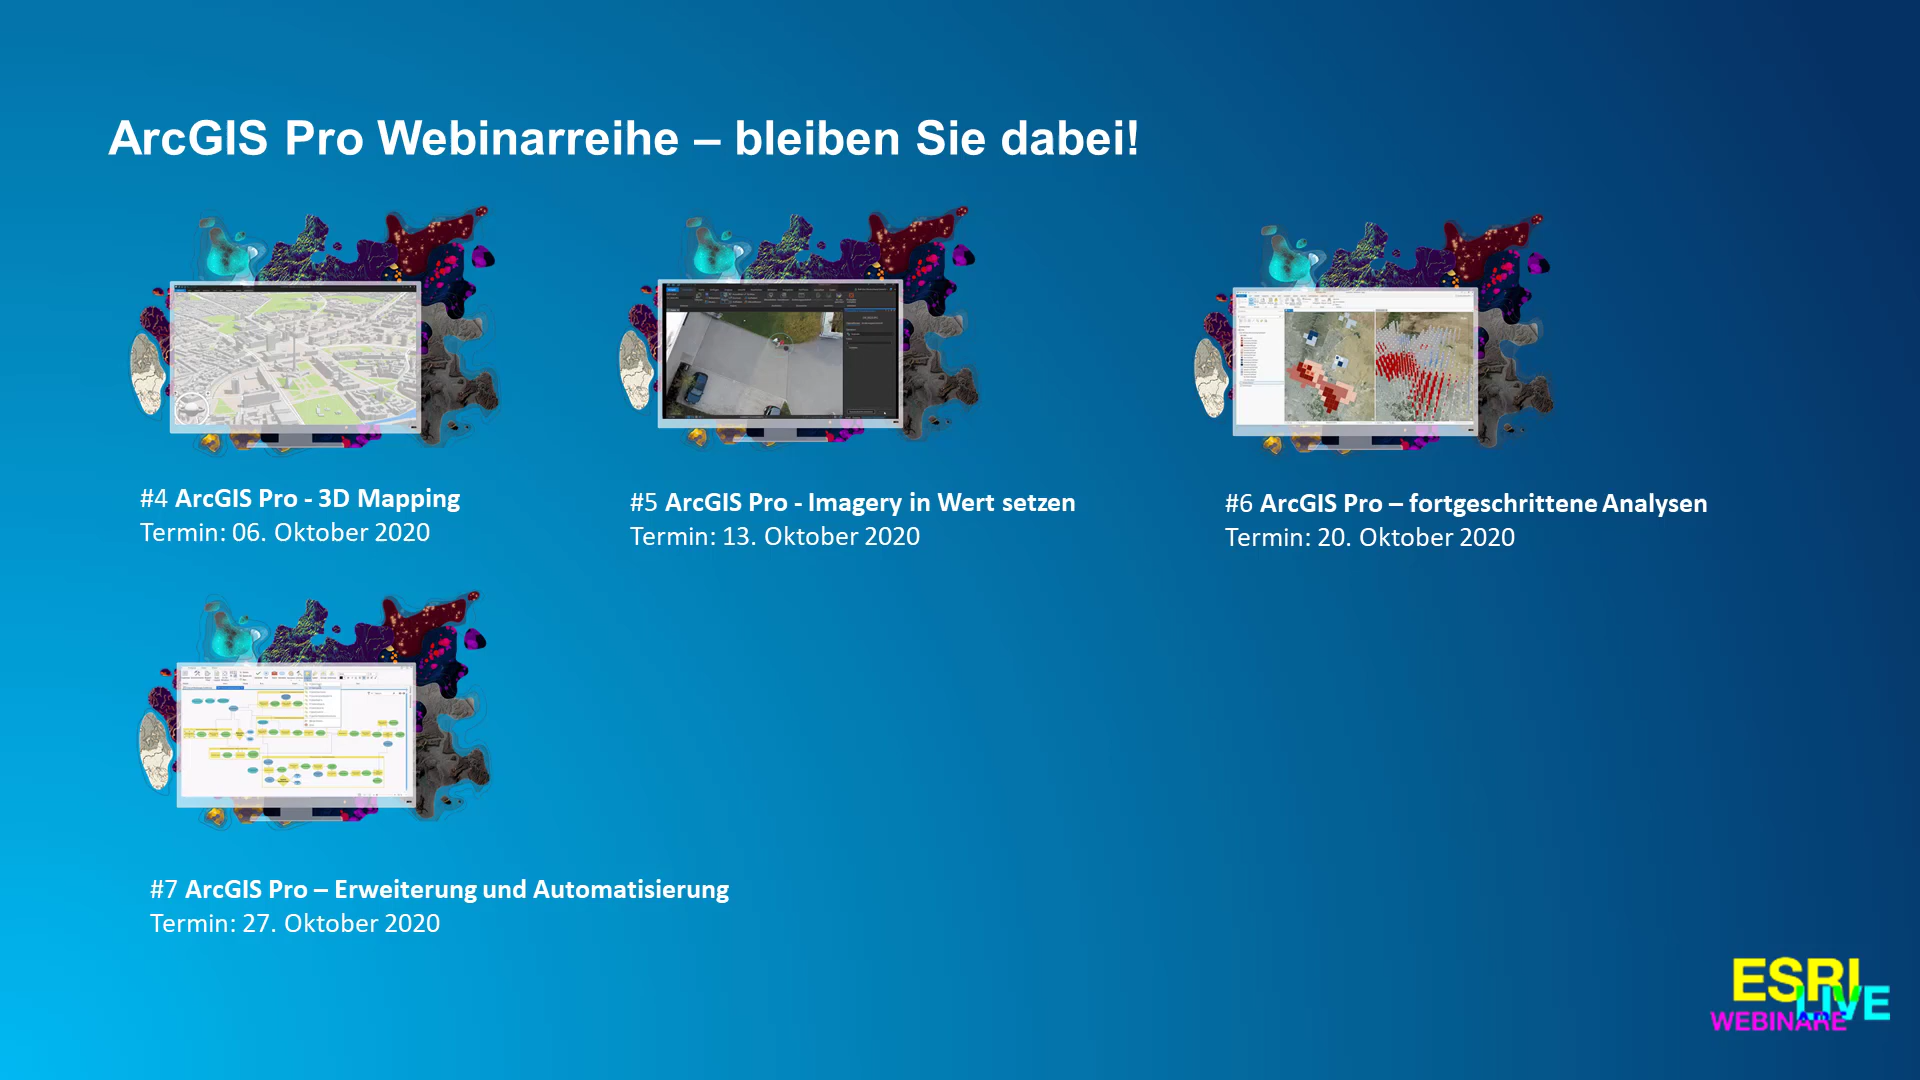 ArcGIS Pro Webinarreihe – bleiben Sie dabei!
#4 ArcGIS Pro - 3D Mapping
Termin: 06. Oktober 2020
#5 ArcGIS Pro - Imagery in Wert setzen
Termin: 13. Oktober 2020
#6 ArcGIS Pro – fortgeschrittene Analysen
Termin: 20. Oktober 2020
#7 ArcGIS Pro – Erweiterung und Automatisierung
Termin: 27. Oktober 2020
ESRI
LIVE
WEBINARE